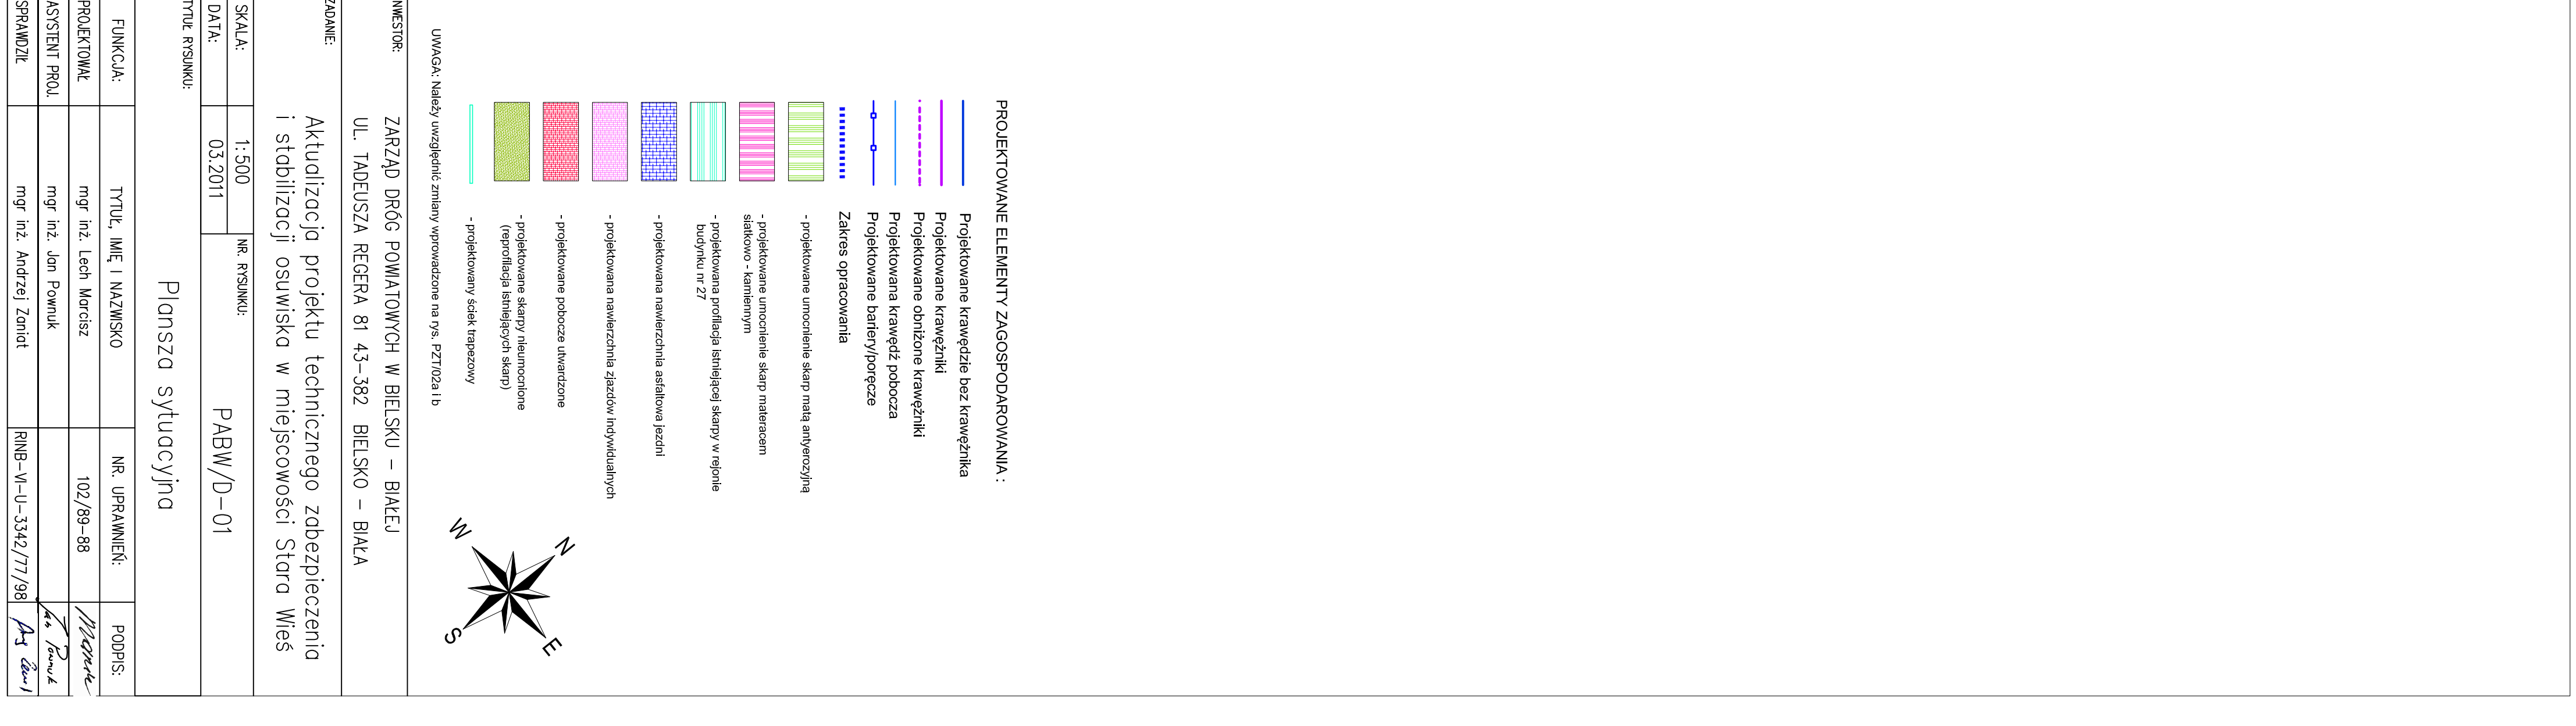 PROJEKTOWANE ELEMENTY ZAGOSPODAROWANIA :
Projektowane krawędzie bez krawężnika
Projektowane krawężniki
Projektowane obniżone krawężniki
Projektowana krawędź pobocza
Projektowane bariery/poręcze
Zakres opracowania
- projektowane umocnienie skarp matą antyerozyjną
- projektowane umocnienie skarp materacem
siatkowo - kamiennym
- projektowana profilacja istniejącej skarpy w rejonie
budynku nr 27
- projektowana nawierzchnia asfaltowa jezdni
- projektowana nawierzchnia zjazdów indywidualnych
- projektowane pobocze utwardzone
- projektowane skarpy nieumocnione
(reprofilacja istniejących skarp)
- projektowany ściek trapezowy
N
E
S
W
UWAGA: Należy uwzględnić zmiany wprowadzone na rys. PZT/02a i b
NWESTOR:
ZARZĄD DRÓG POWIATOWYCH W BIELSKU – BIAŁEJ
UL. TADEUSZA REGERA 81 43–382 BIELSKO – BIAŁA
ZADANIE:
Aktualizacja projektu technicznego zabezpieczenia
i stabilizacji osuwiska w miejscowości Stara Wieś
SKALA: 1:500 NR. RYSUNKU:
DATA: 03.2011 PABW/D–01
TYTUŁ RYSUNKU:
Plansza sytuacyjna
FUNKCJA: TYTUŁ, IMIĘ I NAZWISKO NR. UPRAWNIEŃ: PODPIS:
PROJEKTOWAŁ mgr inż. Lech Marcisz 102/89–88
ASYSTENT PROJ. mgr inż. Jan Pownuk Jan Pownuk
SPRAWDZIŁ mgr inż. Andrzej Zaniat RINB–VI–U–3342/77/98